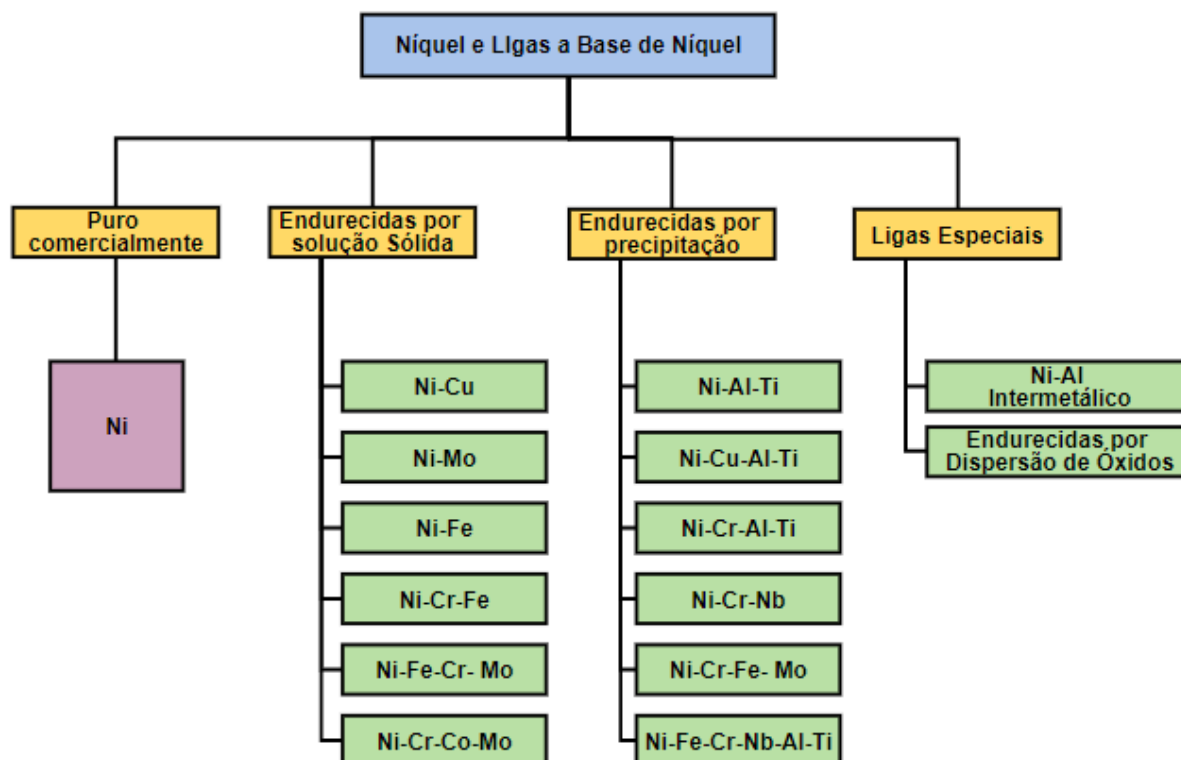 Níquel e LIgas a Base de Níquel
Puro
comercialmente
Endurecidas por
solução Sólida
Endurecidas por
precipitação
Ligas Especiais
Ni
Ni-Cu
Ni-Mo
Ni-Fe
Ni-Cr-Fe
Ni-Fe-Cr- Mo
Ni-Cr-Co-Mo
Ni-Al-Ti
Ni-Cu-Al-Ti
Ni-Cr-Al-Ti
Ni-Cr-Nb
Ni-Cr-Fe- Mo
Ni-Fe-Cr-Nb-Al-Ti
Ni-Al
Intermetálico
Endurecidas por
Dispersão de Óxidos